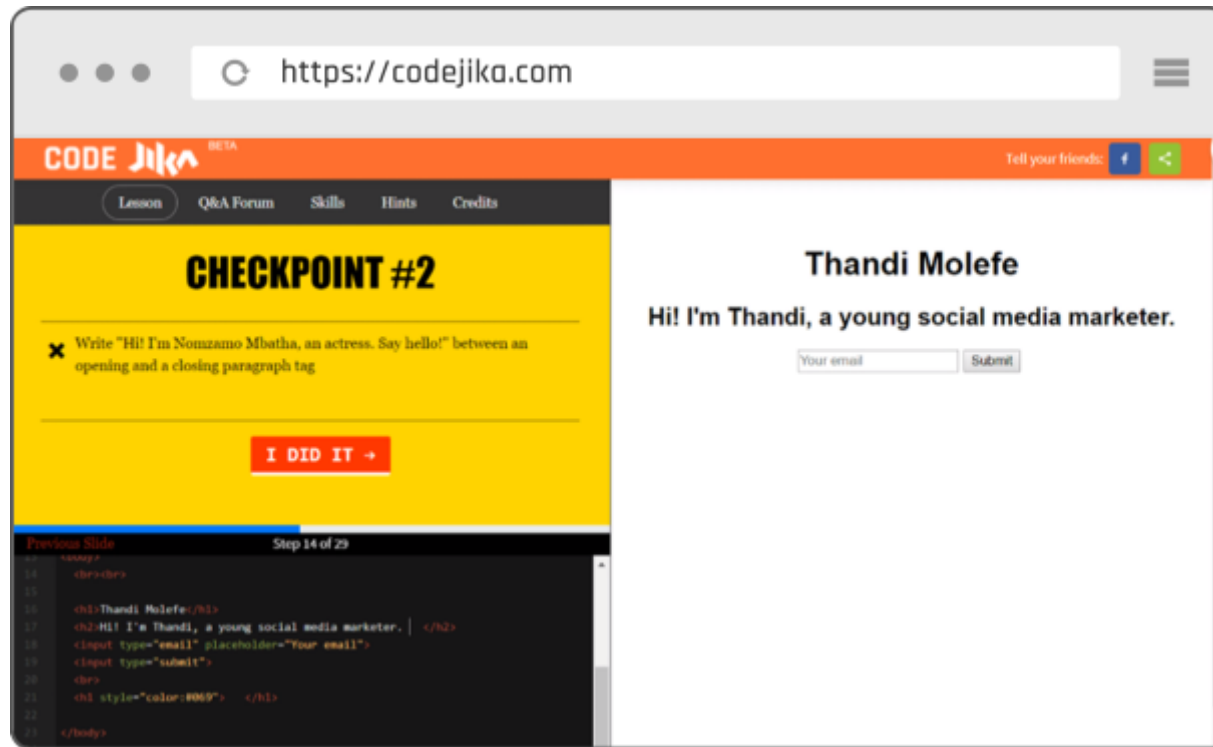 https://codejika.com
CODE JIKA BETA
Tell your friends:
Lesson Q&A Forum Skills Hints Credits
CHECKPOINT #2
Write "Hi! I'm Nomzamo Mbatha, an actress. Say hello!" between an
opening and a closing paragraph tag
I DID IT →
Previous Slide Step 14 of 29
13 <body>
14 <br><br>
15
16 <h1>Thandi Molefe</h1>
17 <h2>Hi! I'm Thandi, a young social media marketer. </h2>
18 <input type="email" placeholder="Your email">
19 <input type="submit">
20 <br>
21 <h1 style="color:#069"> </h1>
22
23 </body>
Thandi Molefe
Hi! I'm Thandi, a young social media marketer.
Your email Submit